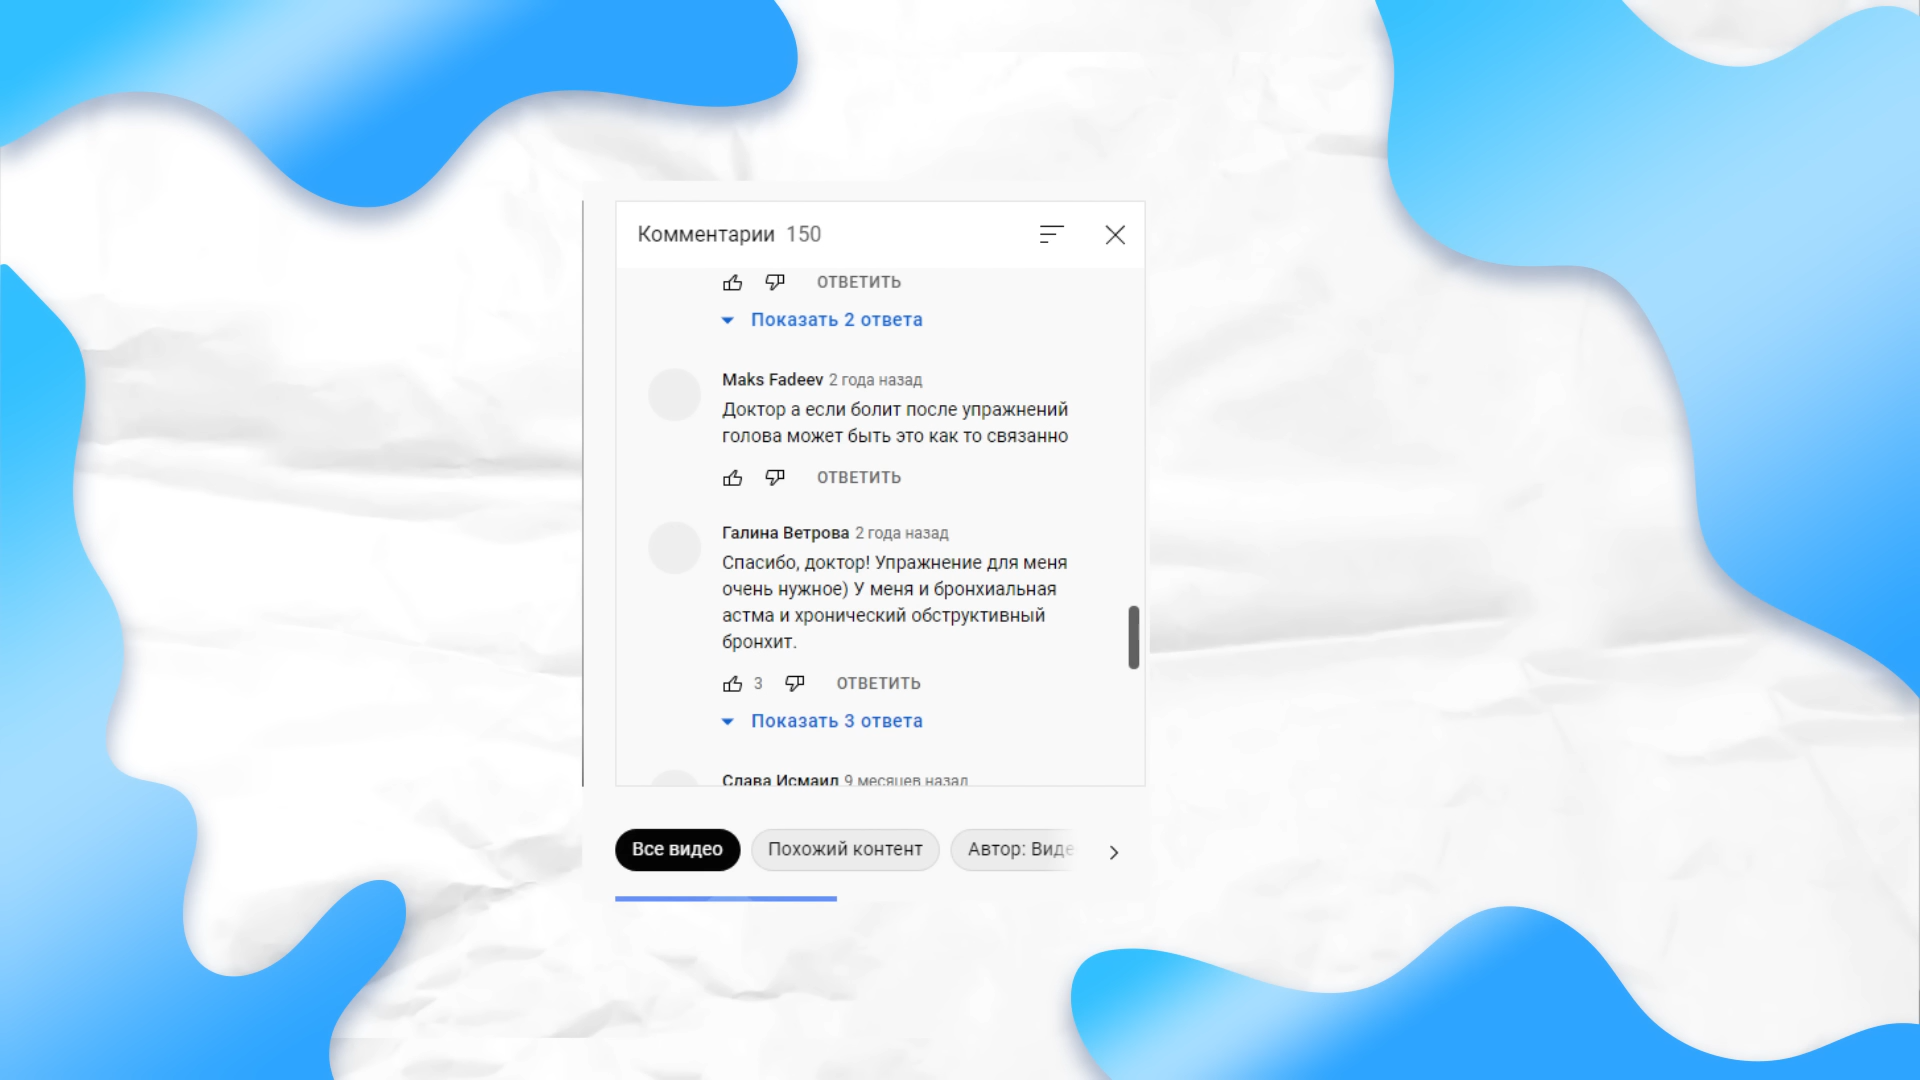 Комментарии 150
ОТВЕТИТЬ
Показать 2 ответа
Maks Fadeev 2 года назад
Доктор а если болит после упражнений
голова может быть это как то связанно
ОТВЕТИТЬ
Галина Ветрова 2 года назад
Спасибо, доктор! Упражнение для меня
очень нужное) У меня и бронхиальная
астма и хронический обструктивный
бронхит.
3 ОТВЕТИТЬ
Показать 3 ответа
Слава Исмаил 9 месяцев назад
Все видео Похожий контент Автор: Виде